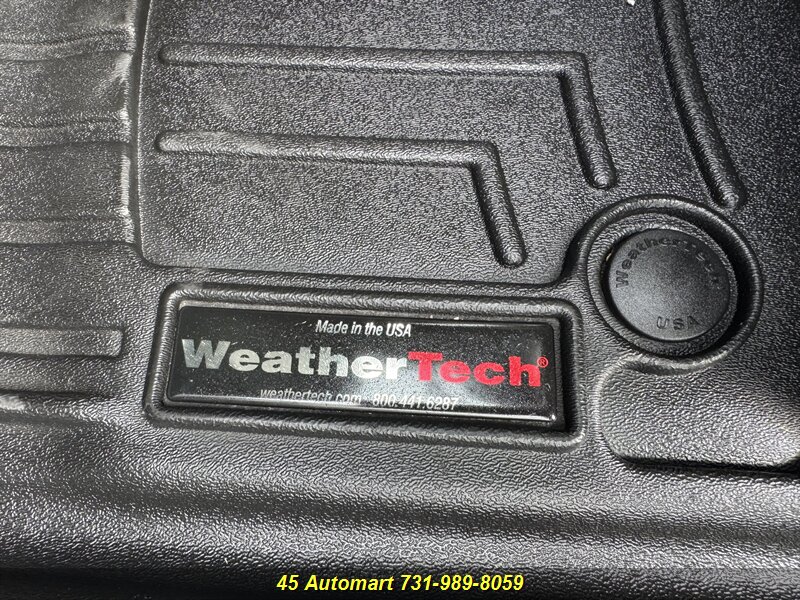 Made in the USA
WeatherTech®
weathertech.com 800.441.6287
WeatherTech
USA
45 Automart 731-989-8059